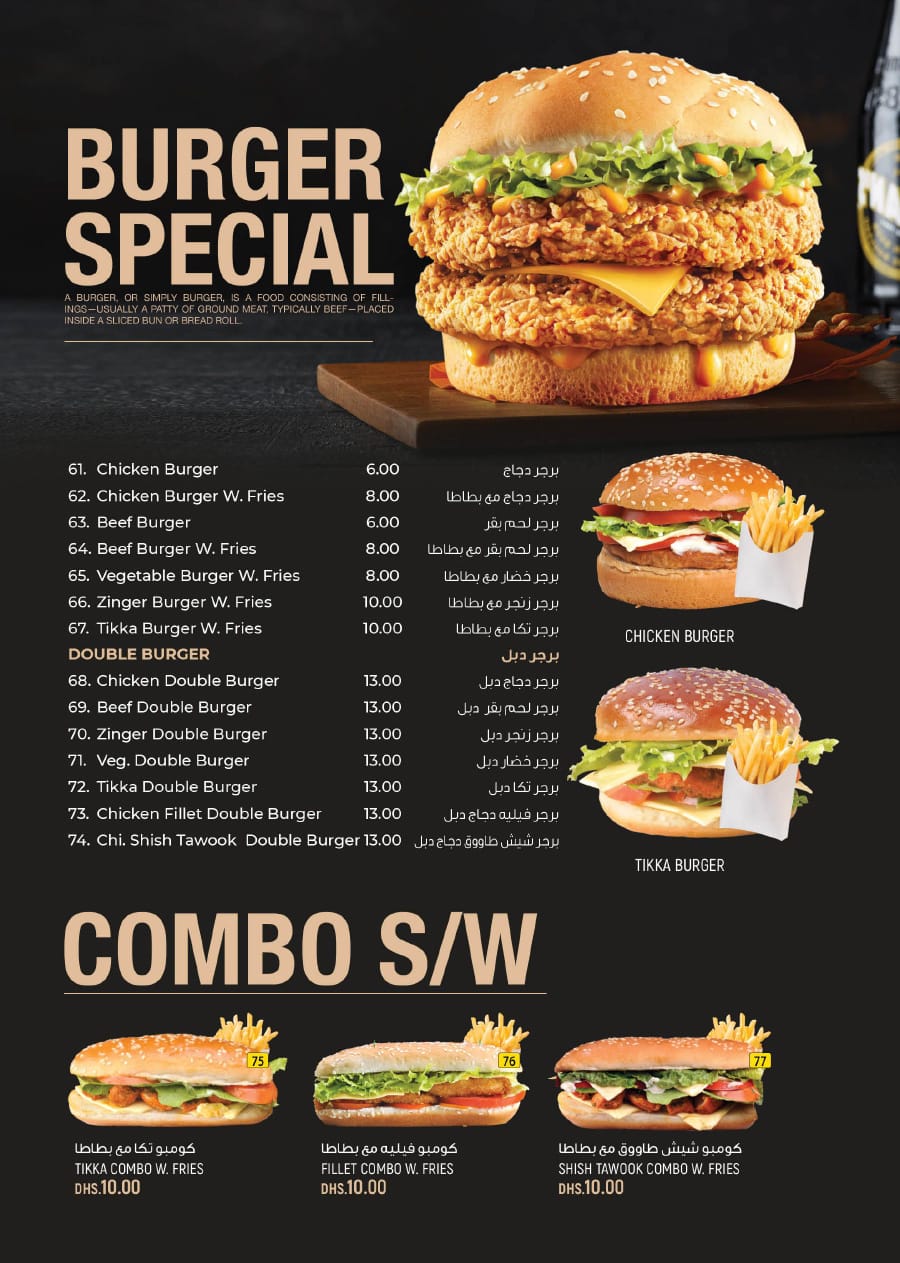 BURGER
SPECIAL
A BURGER, OR SIMPLY BURGER, IS A FOOD CONSISTING OF FILL-
INGS—USUALLY A PATTY OF GROUND MEAT, TYPICALLY BEEF—PLACED
INSIDE A SLICED BUN OR BREAD ROLL.
61. Chicken Burger 6.00 برجر دجاج
62. Chicken Burger W. Fries 8.00 برجر دجاج مع بطاطا
63. Beef Burger 6.00 برجر لحم بقر
64. Beef Burger W. Fries 8.00 برجر لحم بقر مع بطاطا
65. Vegetable Burger W. Fries 8.00 برجر خضار مع بطاطا
66. Zinger Burger W. Fries 10.00 برجر زنجر مع بطاطا
67. Tikka Burger W. Fries 10.00 برجر تكا مع بطاطا
DOUBLE BURGER برجر دبل
68. Chicken Double Burger 13.00 برجر دجاج دبل
69. Beef Double Burger 13.00 برجر لحم بقر دبل
70. Zinger Double Burger 13.00 برجر زنجر دبل
71. Veg. Double Burger 13.00 برجر خضار دبل
72. Tikka Double Burger 13.00 برجر تكا دبل
73. Chicken Fillet Double Burger 13.00 برجر فيليه دجاج دبل
74. Chi. Shish Tawook Double Burger 13.00 برجر شيش طاووق دجاج دبل
CHICKEN BURGER
TIKKA BURGER
COMBO S/W
75
كومبو تكا مع بطاطا
TIKKA COMBO W. FRIES
DHS.10.00
76
كومبو فيليه مع بطاطا
FILLET COMBO W. FRIES
DHS.10.00
77
كومبو شيش طاووق مع بطاطا
SHISH TAWOOK COMBO W. FRIES
DHS.10.00